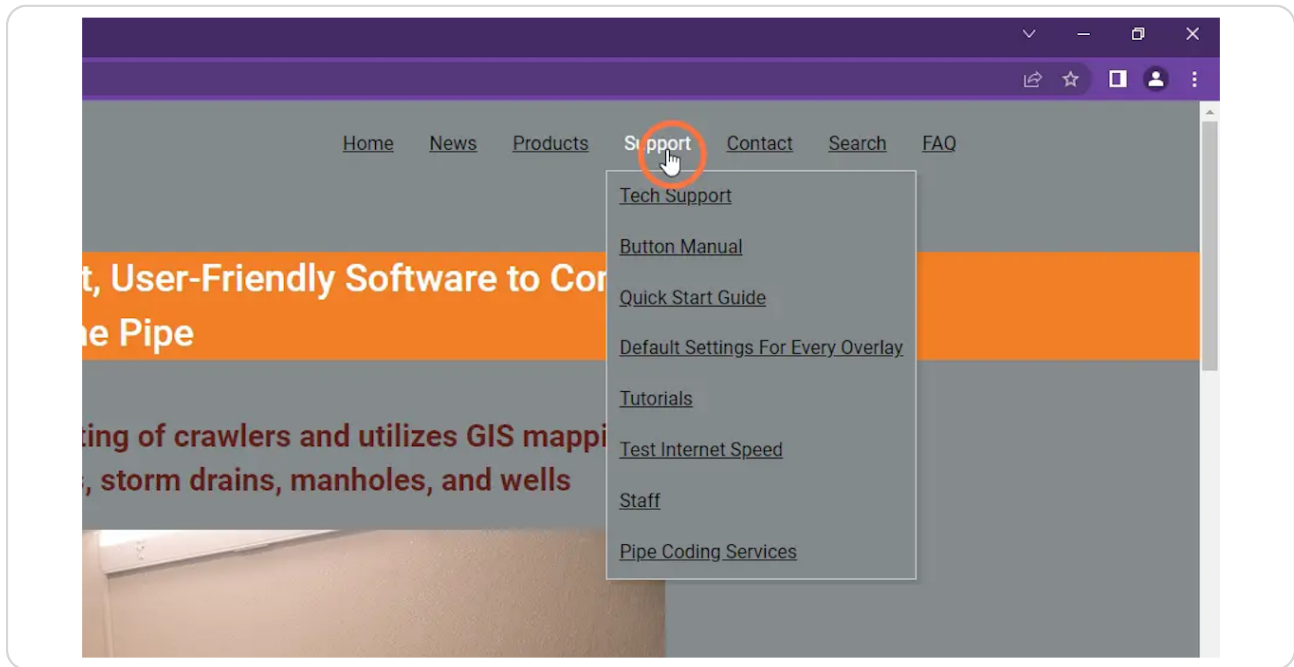 Home News Products Support Contact Search FAQ
Tech Support
Button Manual
Quick Start Guide
Default Settings For Every Overlay
Tutorials
Test Internet Speed
Staff
Pipe Coding Services
t, User-Friendly Software to Cor
e Pipe
ting of crawlers and utilizes GIS mappi
, storm drains, manholes, and wells